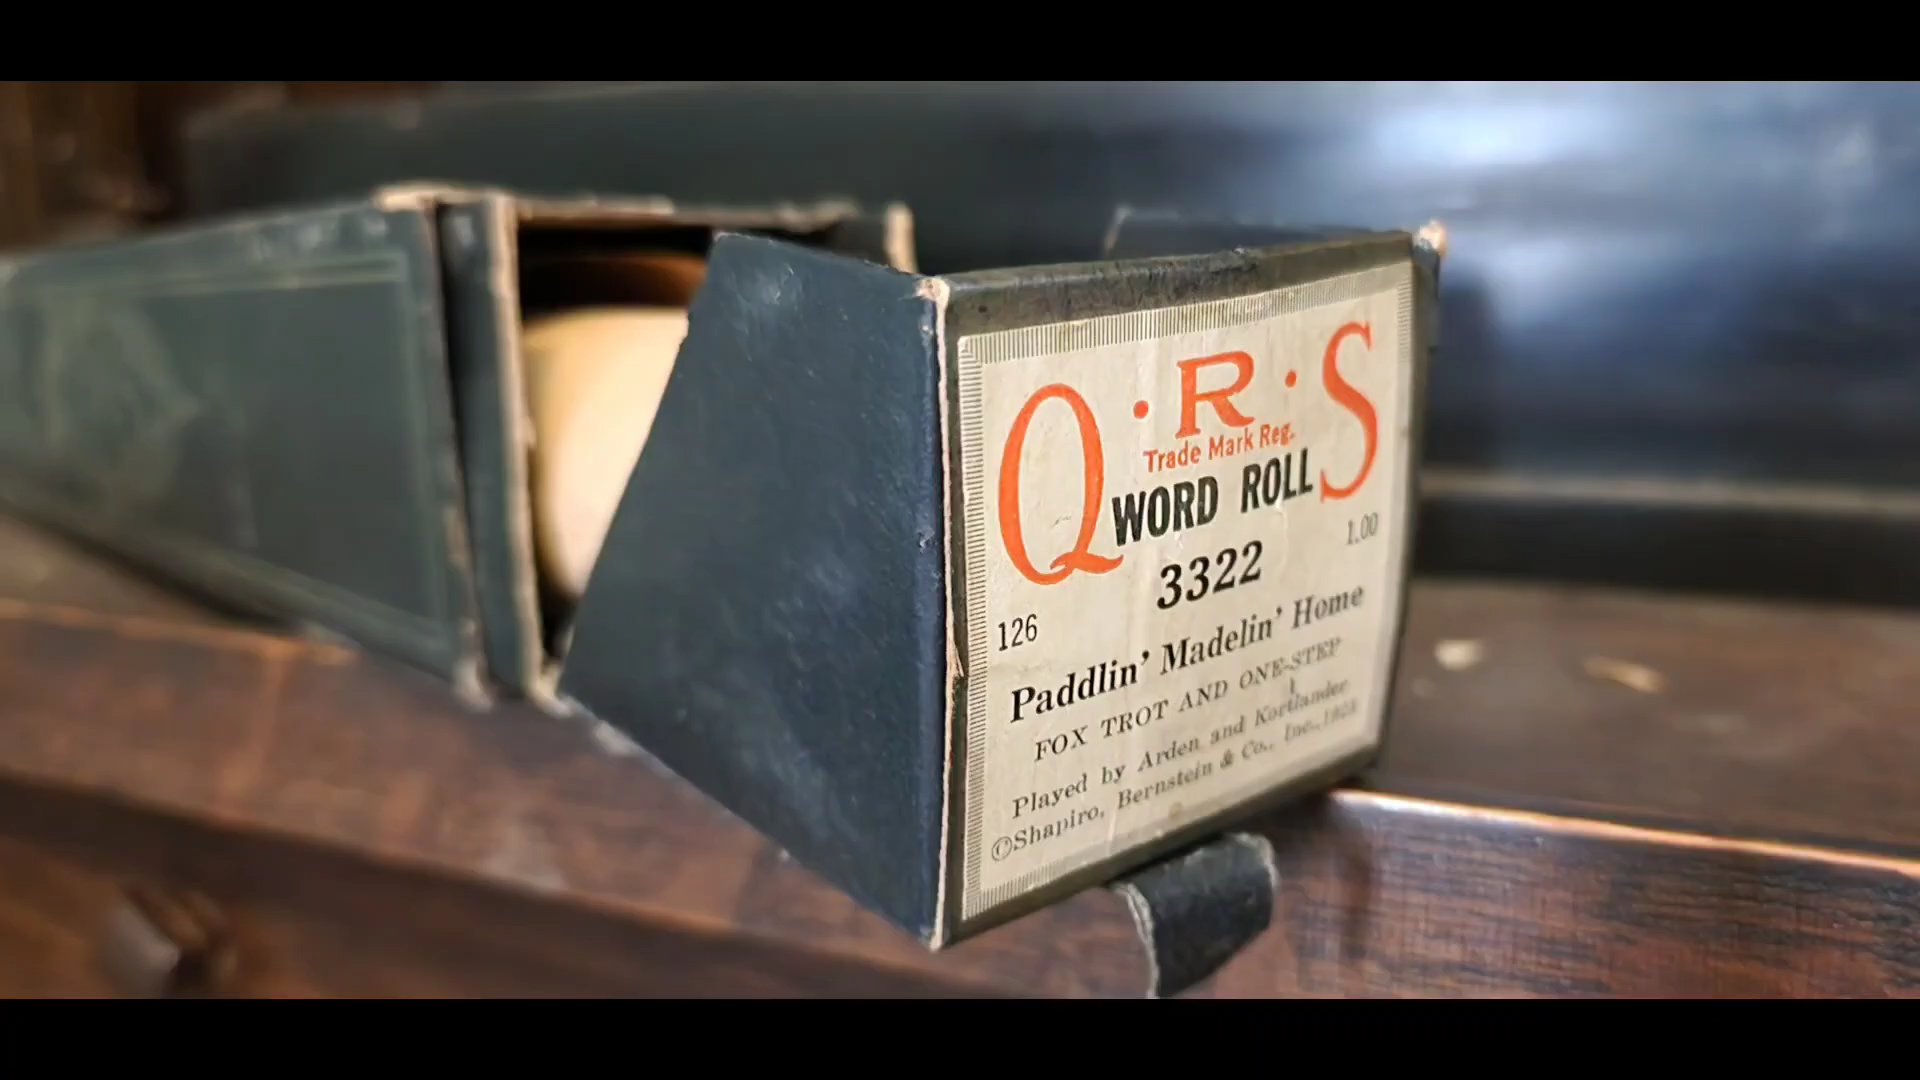 Q·R·S
Trade Mark Reg.
WORD ROLL
1.00
3322
126
Paddlin' Madelin' Home
FOX TROT AND ONE-STEP
Played by Arden and Kortlander
©Shapiro, Bernstein & Co., Inc.,